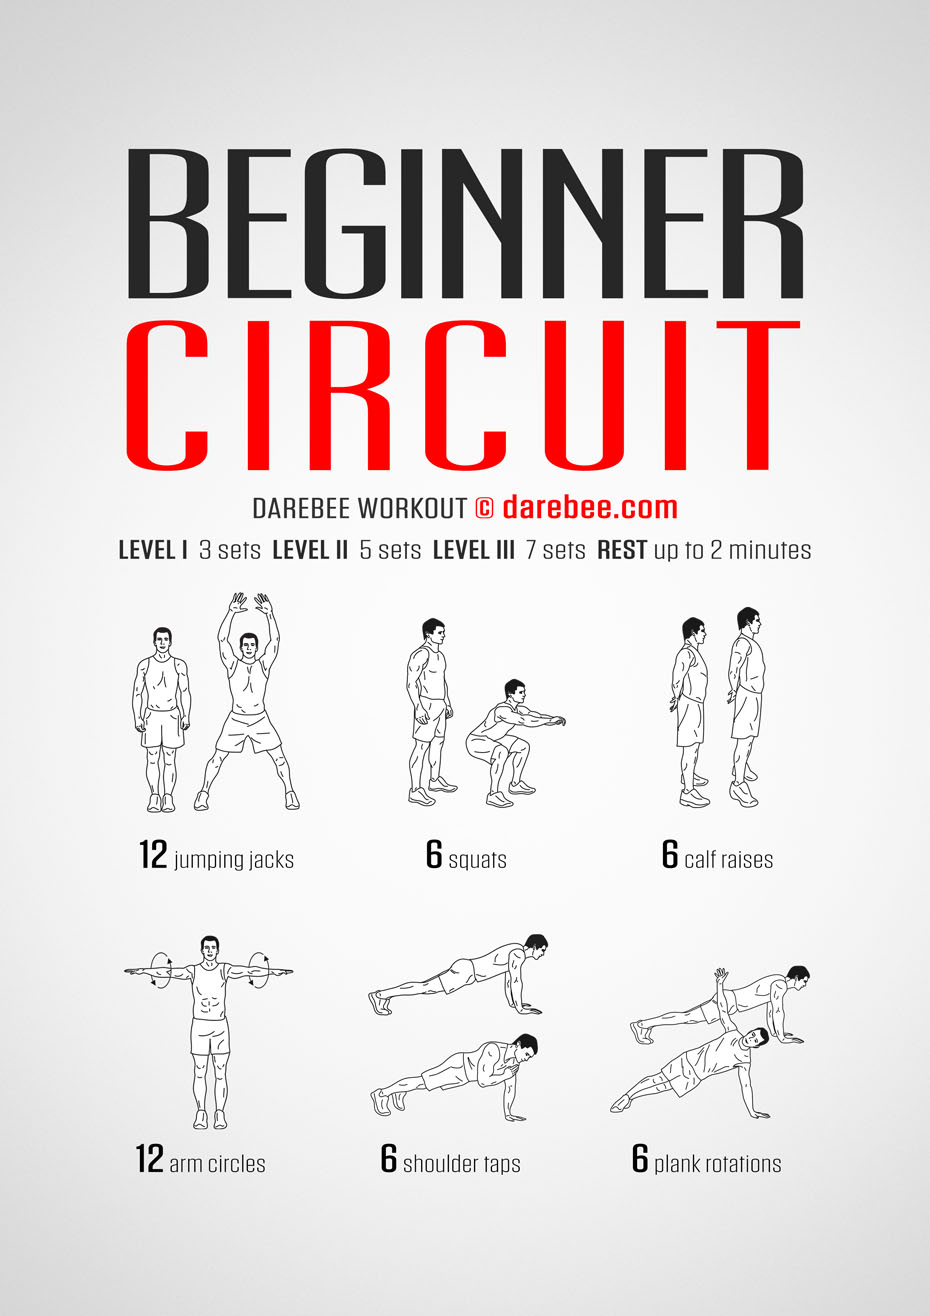 BEGINNER
CIRCUIT
DAREBEE WORKOUT © darebee.com
LEVEL I 3 sets LEVEL II 5 sets LEVEL III 7 sets REST up to 2 minutes
12 jumping jacks
6 squats
6 calf raises
12 arm circles
6 shoulder taps
6 plank rotations